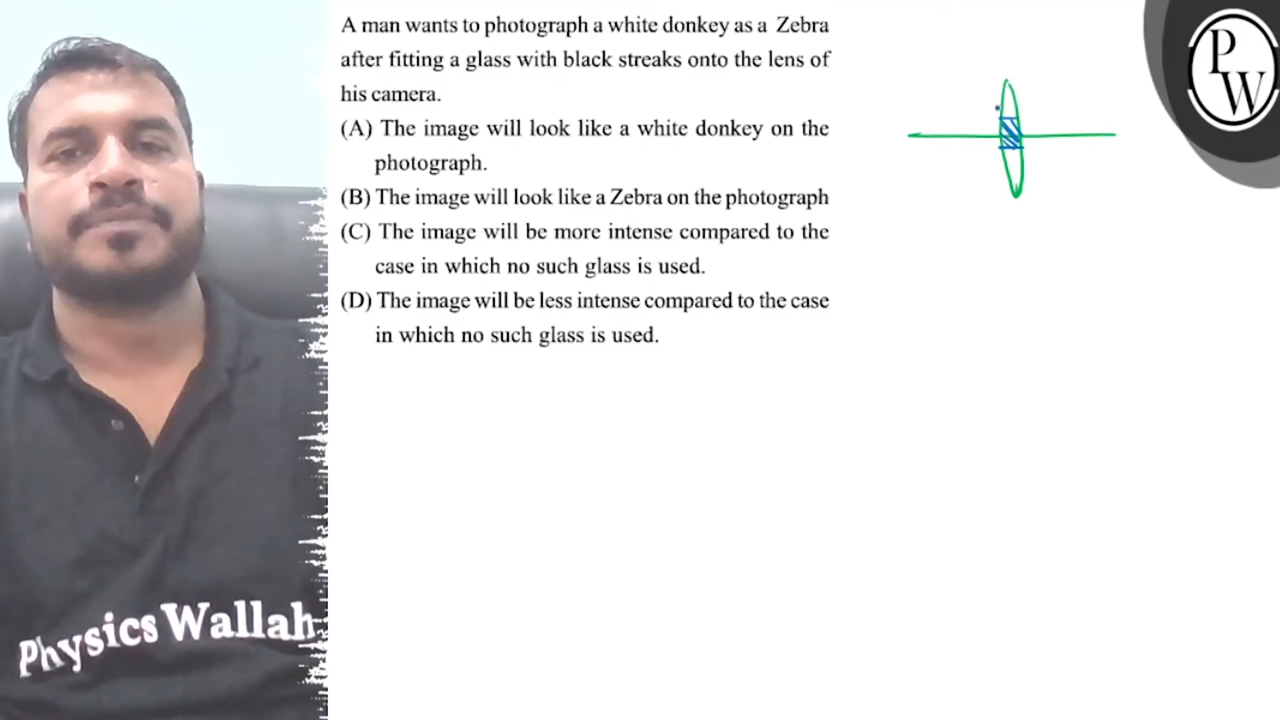 A man wants to photograph a white donkey as a Zebra
after fitting a glass with black streaks onto the lens of
his camera.
(A) The image will look like a white donkey on the
photograph.
(B) The image will look like a Zebra on the photograph
(C) The image will be more intense compared to the
case in which no such glass is used.
(D) The image will be less intense compared to the case
in which no such glass is used.
P
W
Physics Wallah